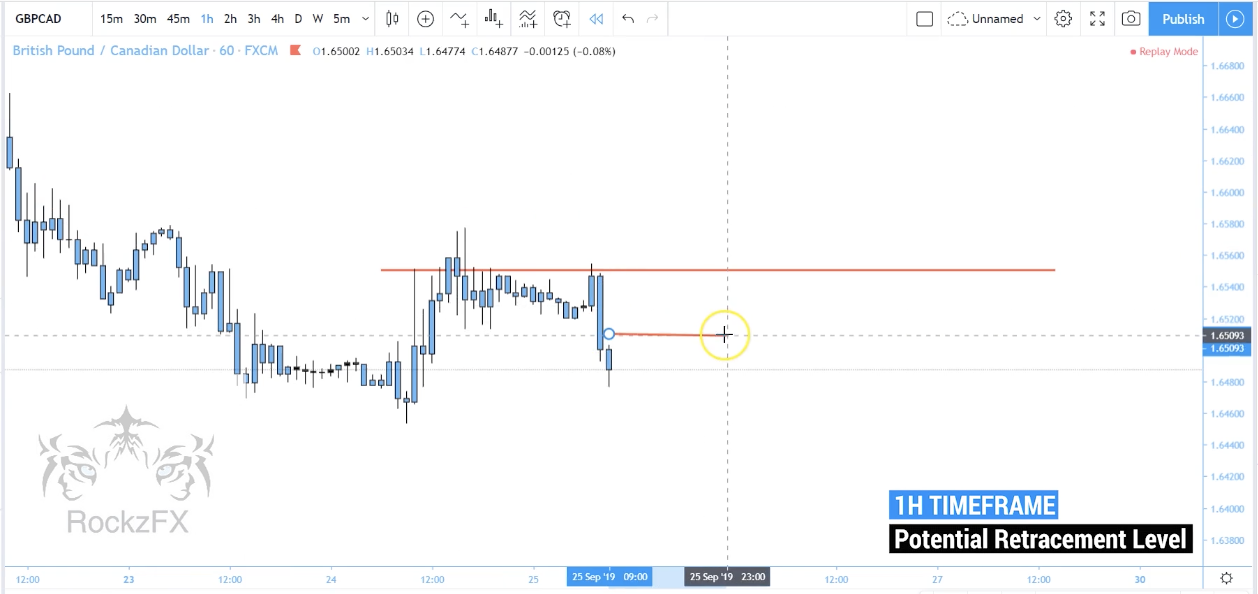 GBPCAD 15m 30m 45m 1h 2h 3h 4h D W 5m Unnamed Publish
British Pound / Canadian Dollar · 60 · FXCM O1.65002 H1.65034 L1.64774 C1.64877 −0.00125 (−0.08%) Replay Mode
1.66800
1.66600
1.66400
1.66200
1.66000
1.65800
1.65600
1.65400
1.65200
1.65093
1.65093
1.64800
1.64600
1.64400
1.64200
1.64000
1.63800
RockzFX
1H TIMEFRAME
Potential Retracement Level
12:00 23 12:00 24 12:00 25 25 Sep '19 09:00 25 Sep '19 23:00 12:00 27 12:00 30